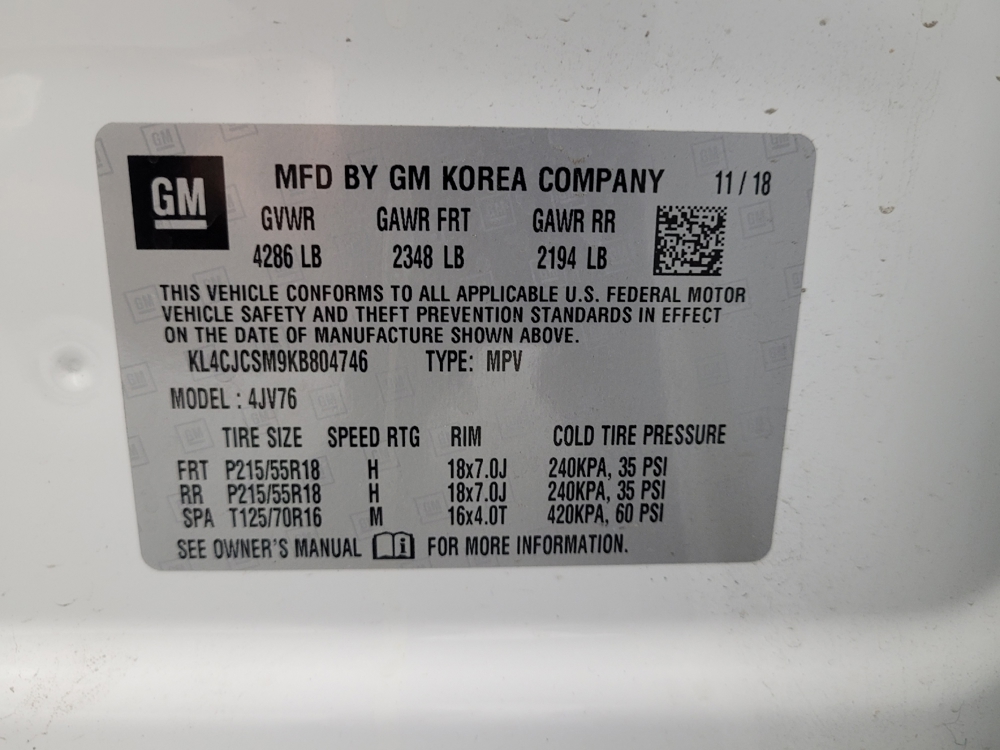 GM
MFD BY GM KOREA COMPANY 11 / 18
GVWR GAWR FRT GAWR RR
4286 LB 2348 LB 2194 LB
THIS VEHICLE CONFORMS TO ALL APPLICABLE U.S. FEDERAL MOTOR
VEHICLE SAFETY AND THEFT PREVENTION STANDARDS IN EFFECT
ON THE DATE OF MANUFACTURE SHOWN ABOVE.
KL4CJCSM9KB804746 TYPE: MPV
MODEL : 4JV76
TIRE SIZE SPEED RTG RIM COLD TIRE PRESSURE
FRT P215/55R18 H 18x7.0J 240KPA, 35 PSI
RR P215/55R18 H 18x7.0J 240KPA, 35 PSI
SPA T125/70R16 M 16x4.0T 420KPA, 60 PSI
SEE OWNER'S MANUAL FOR MORE INFORMATION.